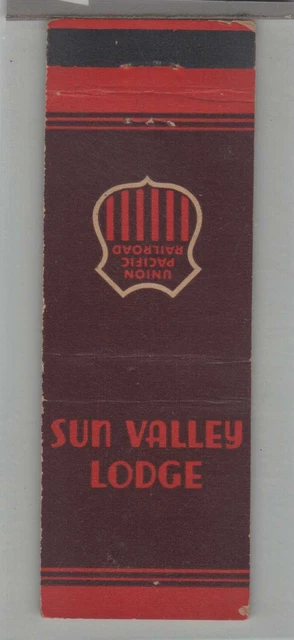 UNION
PACIFIC
RAILROAD
SUN VALLEY
LODGE